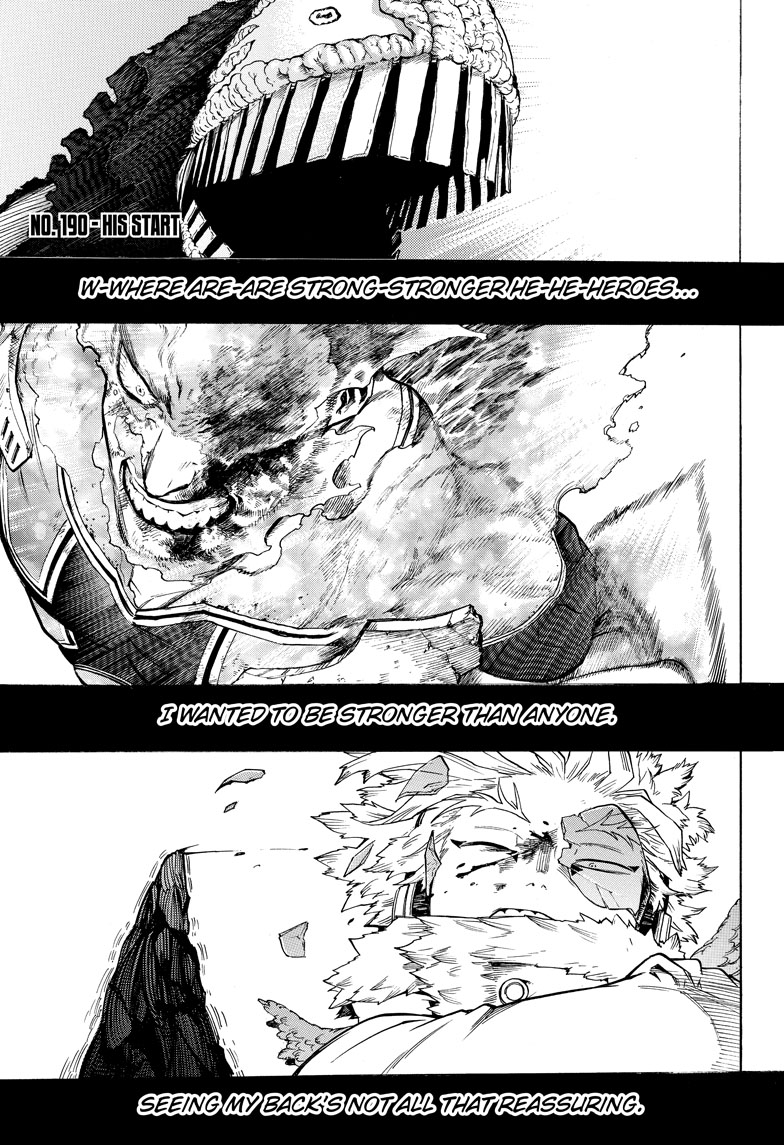 NO. 190 - HIS START
W-WHERE ARE-ARE STRONG-STRONGER HE-HE-HEROES...
I WANTED TO BE STRONGER THAN ANYONE.
SEEING MY BACK'S NOT ALL THAT REASSURING.